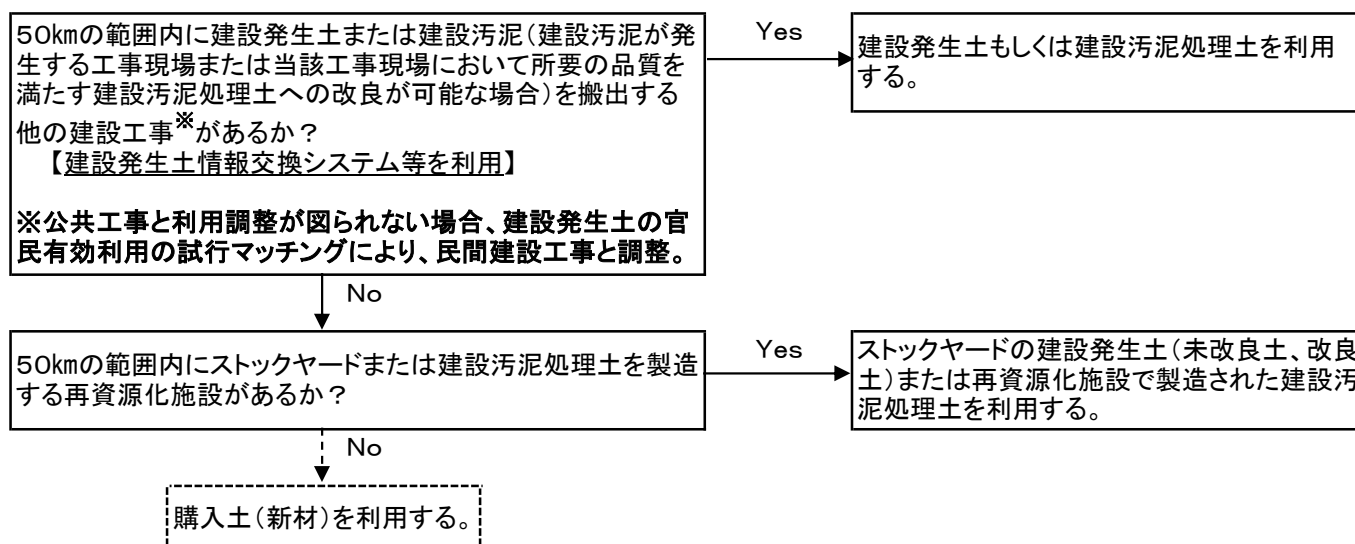 50kmの範囲内に建設発生土または建設汚泥(建設汚泥が発
生する工事現場または当該工事現場において所要の品質を
満たす建設汚泥処理土への改良が可能な場合)を搬出する
他の建設工事※があるか?
【建設発生土情報交換システム等を利用】
※公共工事と利用調整が図られない場合、建設発生土の官
民有効利用の試行マッチングにより、民間建設工事と調整。
Yes
建設発生土もしくは建設汚泥処理土を利用
する。
No
50kmの範囲内にストックヤードまたは建設汚泥処理土を製造
する再資源化施設があるか?
Yes
ストックヤードの建設発生土(未改良土、改良
土)または再資源化施設で製造された建設汚
泥処理土を利用する。
No
購入土(新材)を利用する。